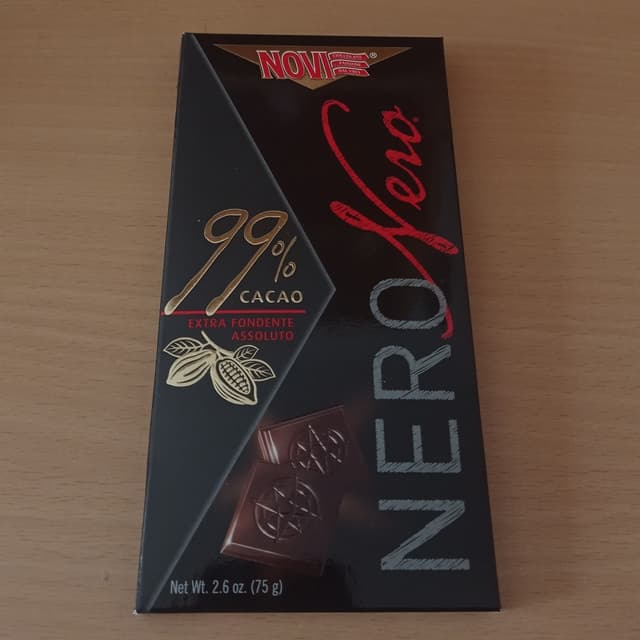 NOVI®
Nero
NERO
99%
CACAO
EXTRA FONDENTE
ASSOLUTO
Net Wt. 2.6 oz. (75 g)